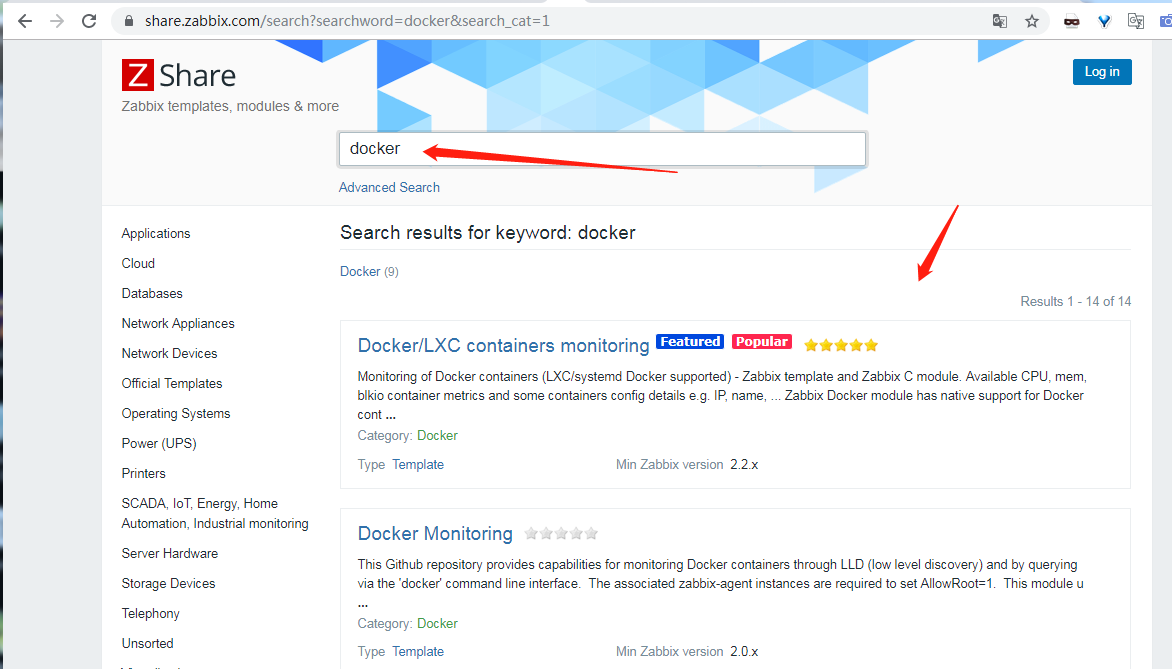 share.zabbix.com/search?searchword=docker&search_cat=1
Z Share
Log in
Zabbix templates, modules & more
docker
Advanced Search
Applications
Cloud
Databases
Network Appliances
Network Devices
Official Templates
Operating Systems
Power (UPS)
Printers
SCADA, IoT, Energy, Home
Automation, Industrial monitoring
Server Hardware
Storage Devices
Telephony
Unsorted
Search results for keyword: docker
Docker (9)
Results 1 - 14 of 14
Docker/LXC containers monitoring Featured Popular
Monitoring of Docker containers (LXC/systemd Docker supported) - Zabbix template and Zabbix C module. Available CPU, mem,
blkio container metrics and some containers config details e.g. IP, name, ... Zabbix Docker module has native support for Docker
cont ...
Category: Docker
Type Template Min Zabbix version 2.2.x
Docker Monitoring
This Github repository provides capabilities for monitoring Docker containers through LLD (low level discovery) and by querying
via the 'docker' command line interface. The associated zabbix-agent instances are required to set AllowRoot=1. This module u
...
Category: Docker
Type Template Min Zabbix version 2.0.x